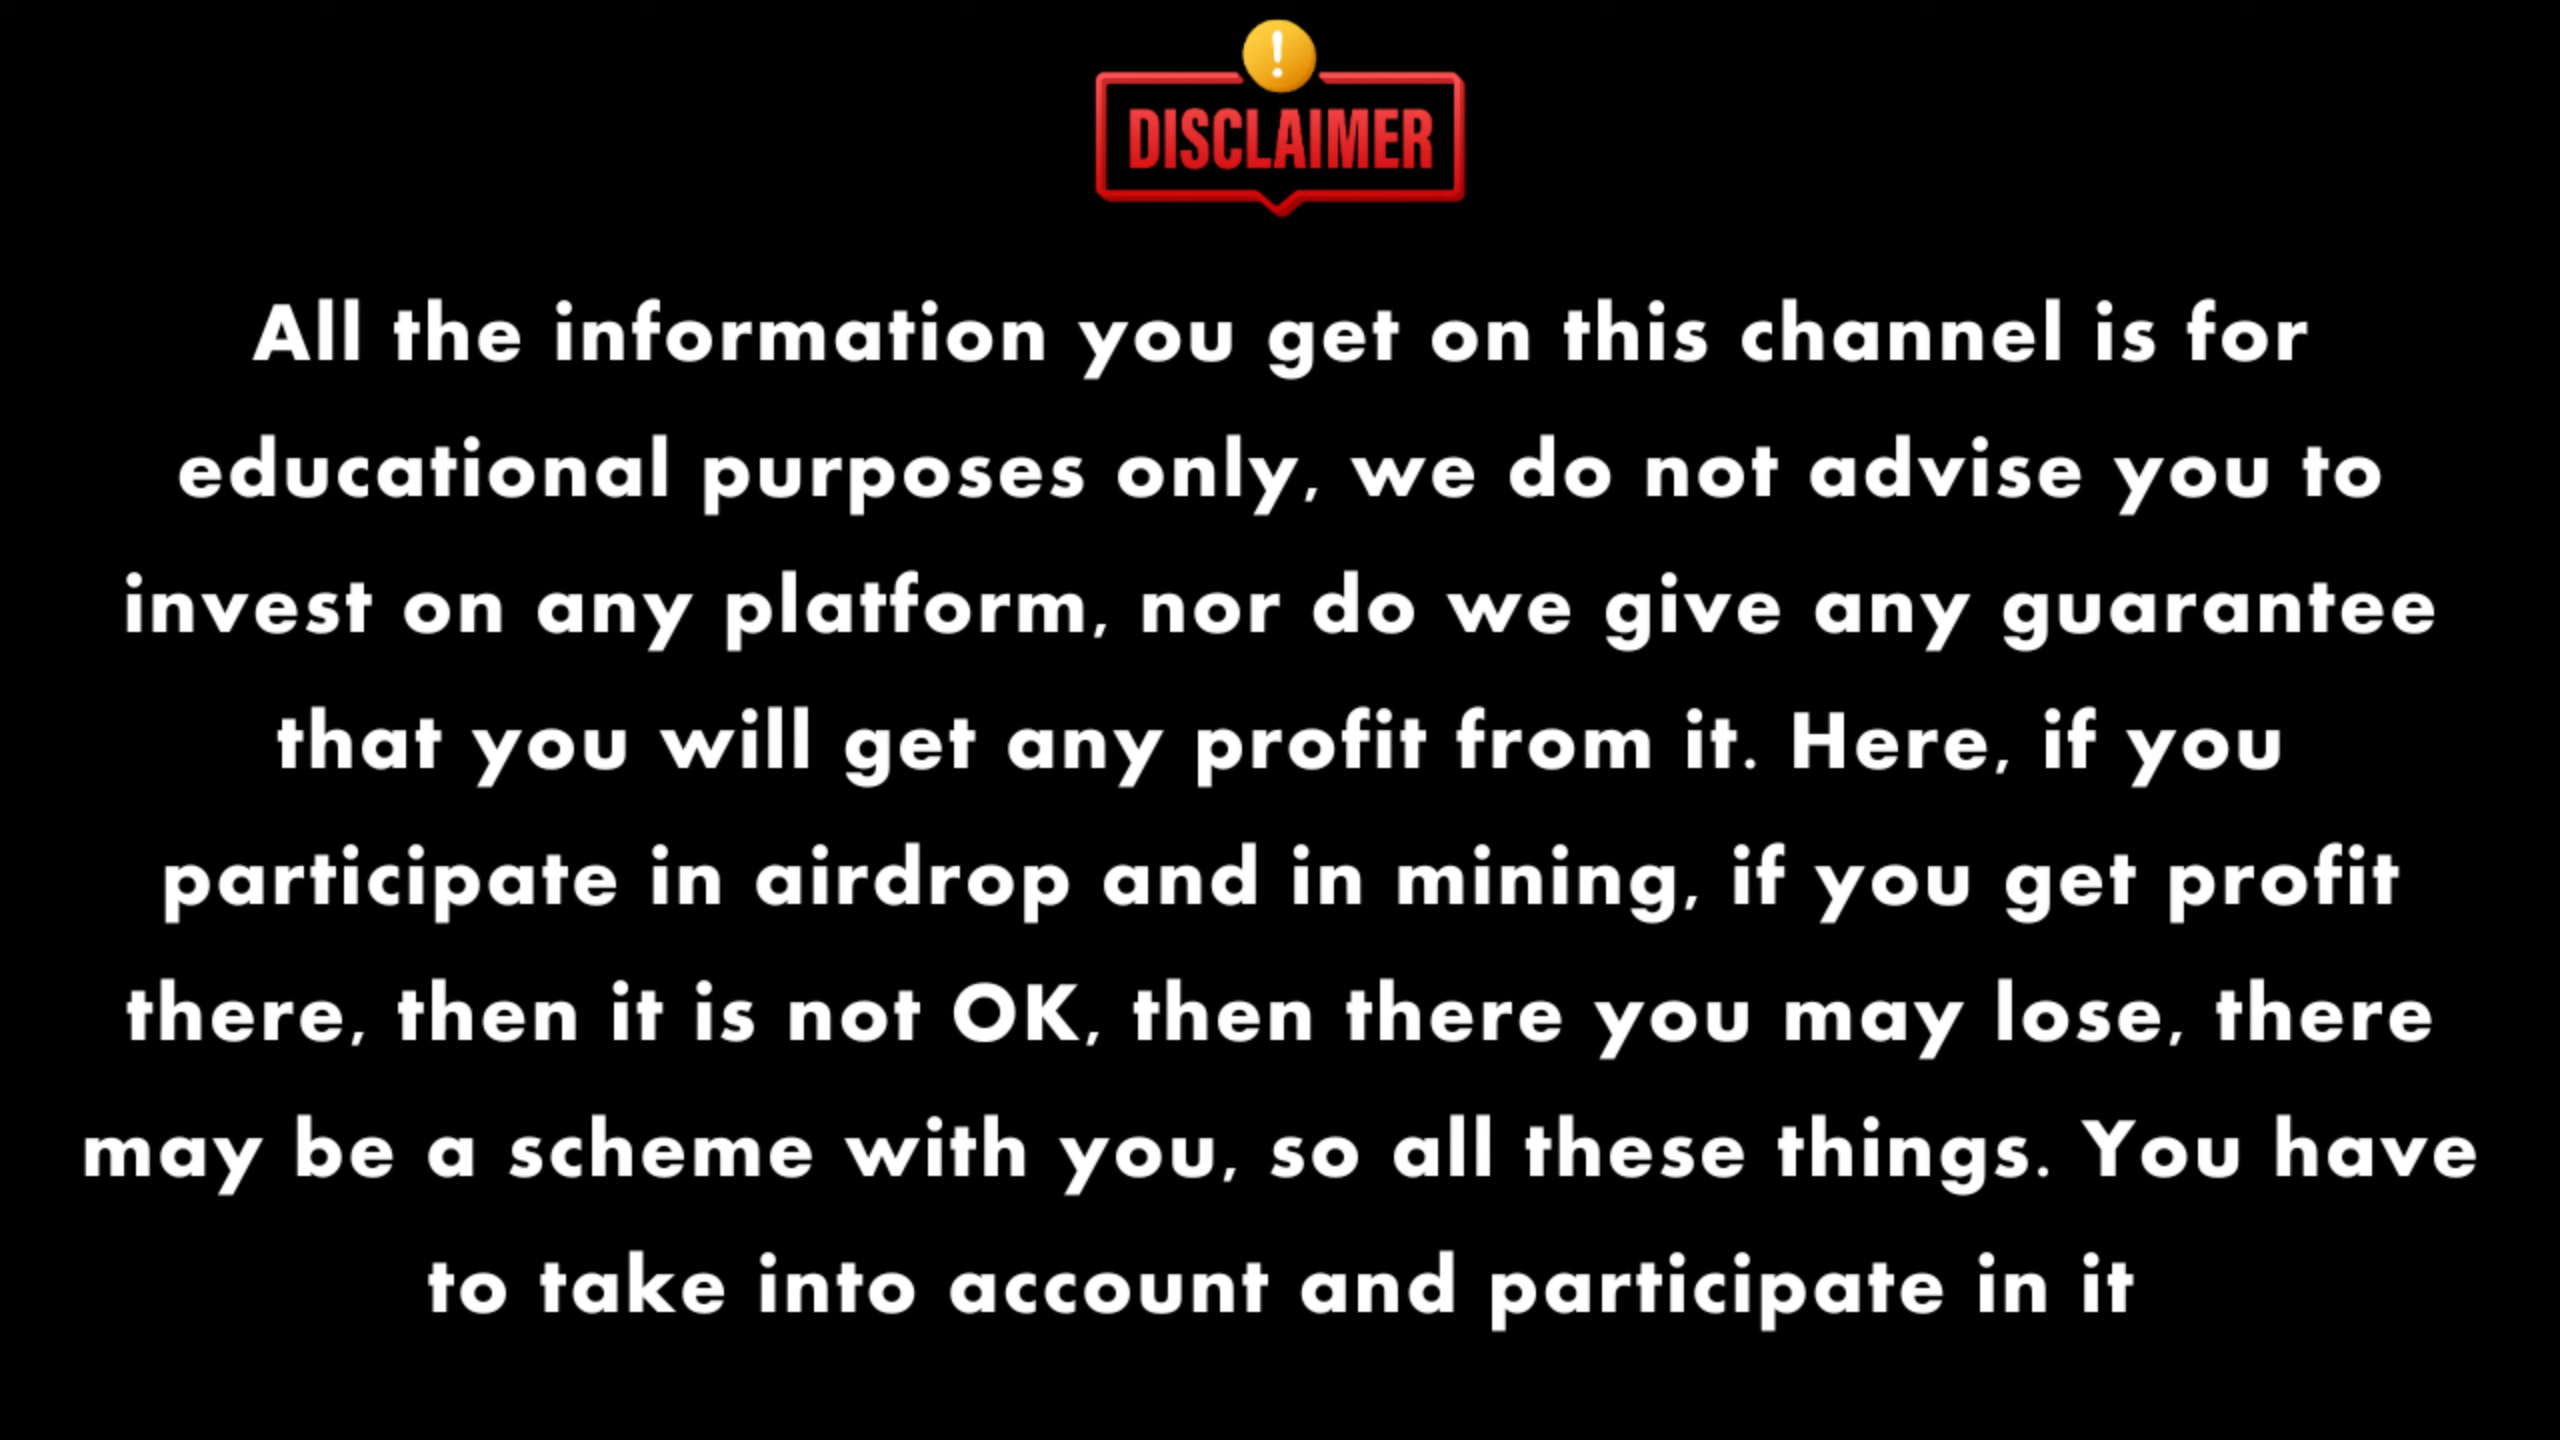 !
DISCLAIMER
All the information you get on this channel is for
educational purposes only, we do not advise you to
invest on any platform, nor do we give any guarantee
that you will get any profit from it. Here, if you
participate in airdrop and in mining, if you get profit
there, then it is not OK, then there you may lose, there
may be a scheme with you, so all these things. You have
to take into account and participate in it